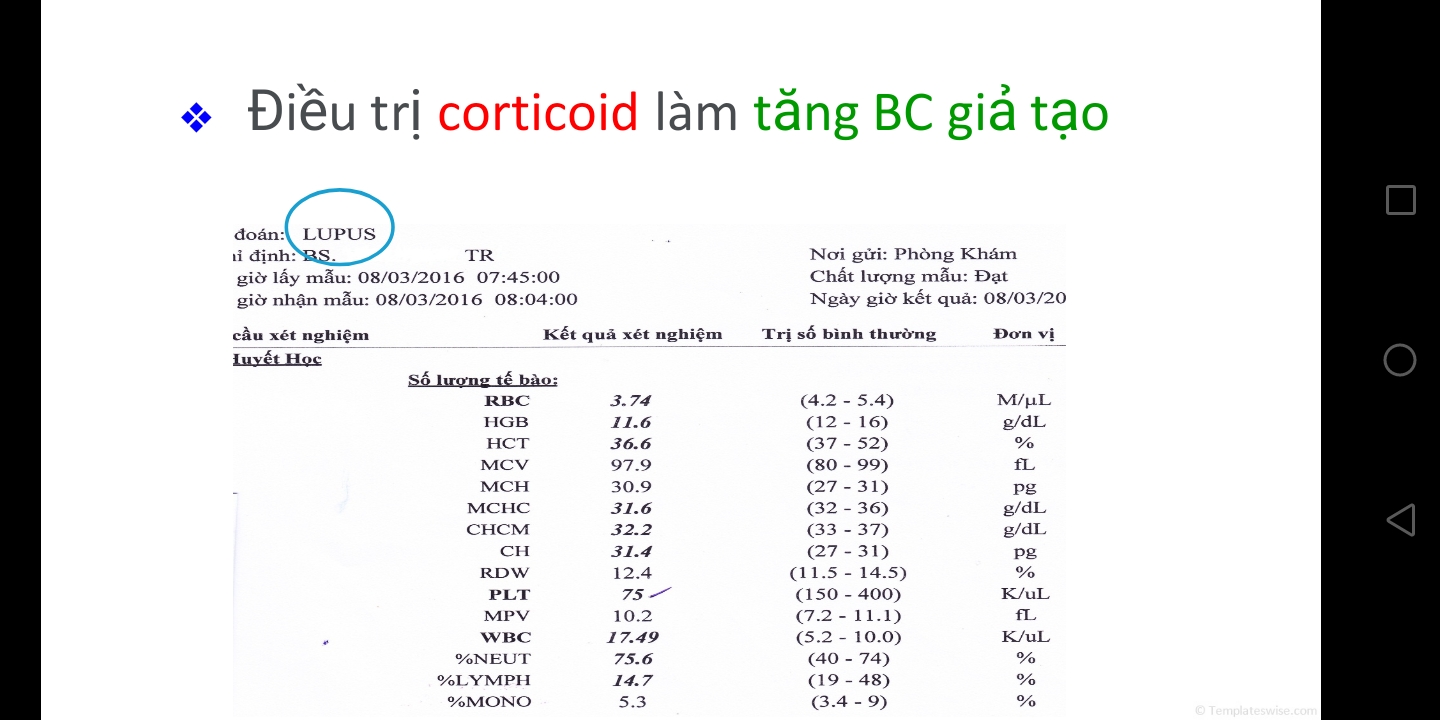 Điều trị corticoid làm tăng BC giả tạo
đoán: LUPUS
định: BS. TR Nơi gửi: Phòng Khám
giờ lấy mẫu: 08/03/2016 07:45:00 Chất lượng mẫu: Đạt
giờ nhận mẫu: 08/03/2016 08:04:00 Ngày giờ kết quả: 08/03/20
cầu xét nghiệm Kết quả xét nghiệm Trị số bình thường Đơn vị
Huyết Học
Số lượng tế bào:
RBC 3.74 (4.2 - 5.4) M/µL
HGB 11.6 (12 - 16) g/dL
HCT 36.6 (37 - 52) %
MCV 97.9 (80 - 99) fL
MCH 30.9 (27 - 31) pg
MCHC 31.6 (32 - 36) g/dL
CHCM 32.2 (33 - 37) g/dL
CH 31.4 (27 - 31) pg
RDW 12.4 (11.5 - 14.5) %
PLT 75 (150 - 400) K/uL
MPV 10.2 (7.2 - 11.1) fL
WBC 17.49 (5.2 - 10.0) K/uL
%NEUT 75.6 (40 - 74) %
%LYMPH 14.7 (19 - 48) %
%MONO 5.3 (3.4 - 9) %
© Templateswise.com